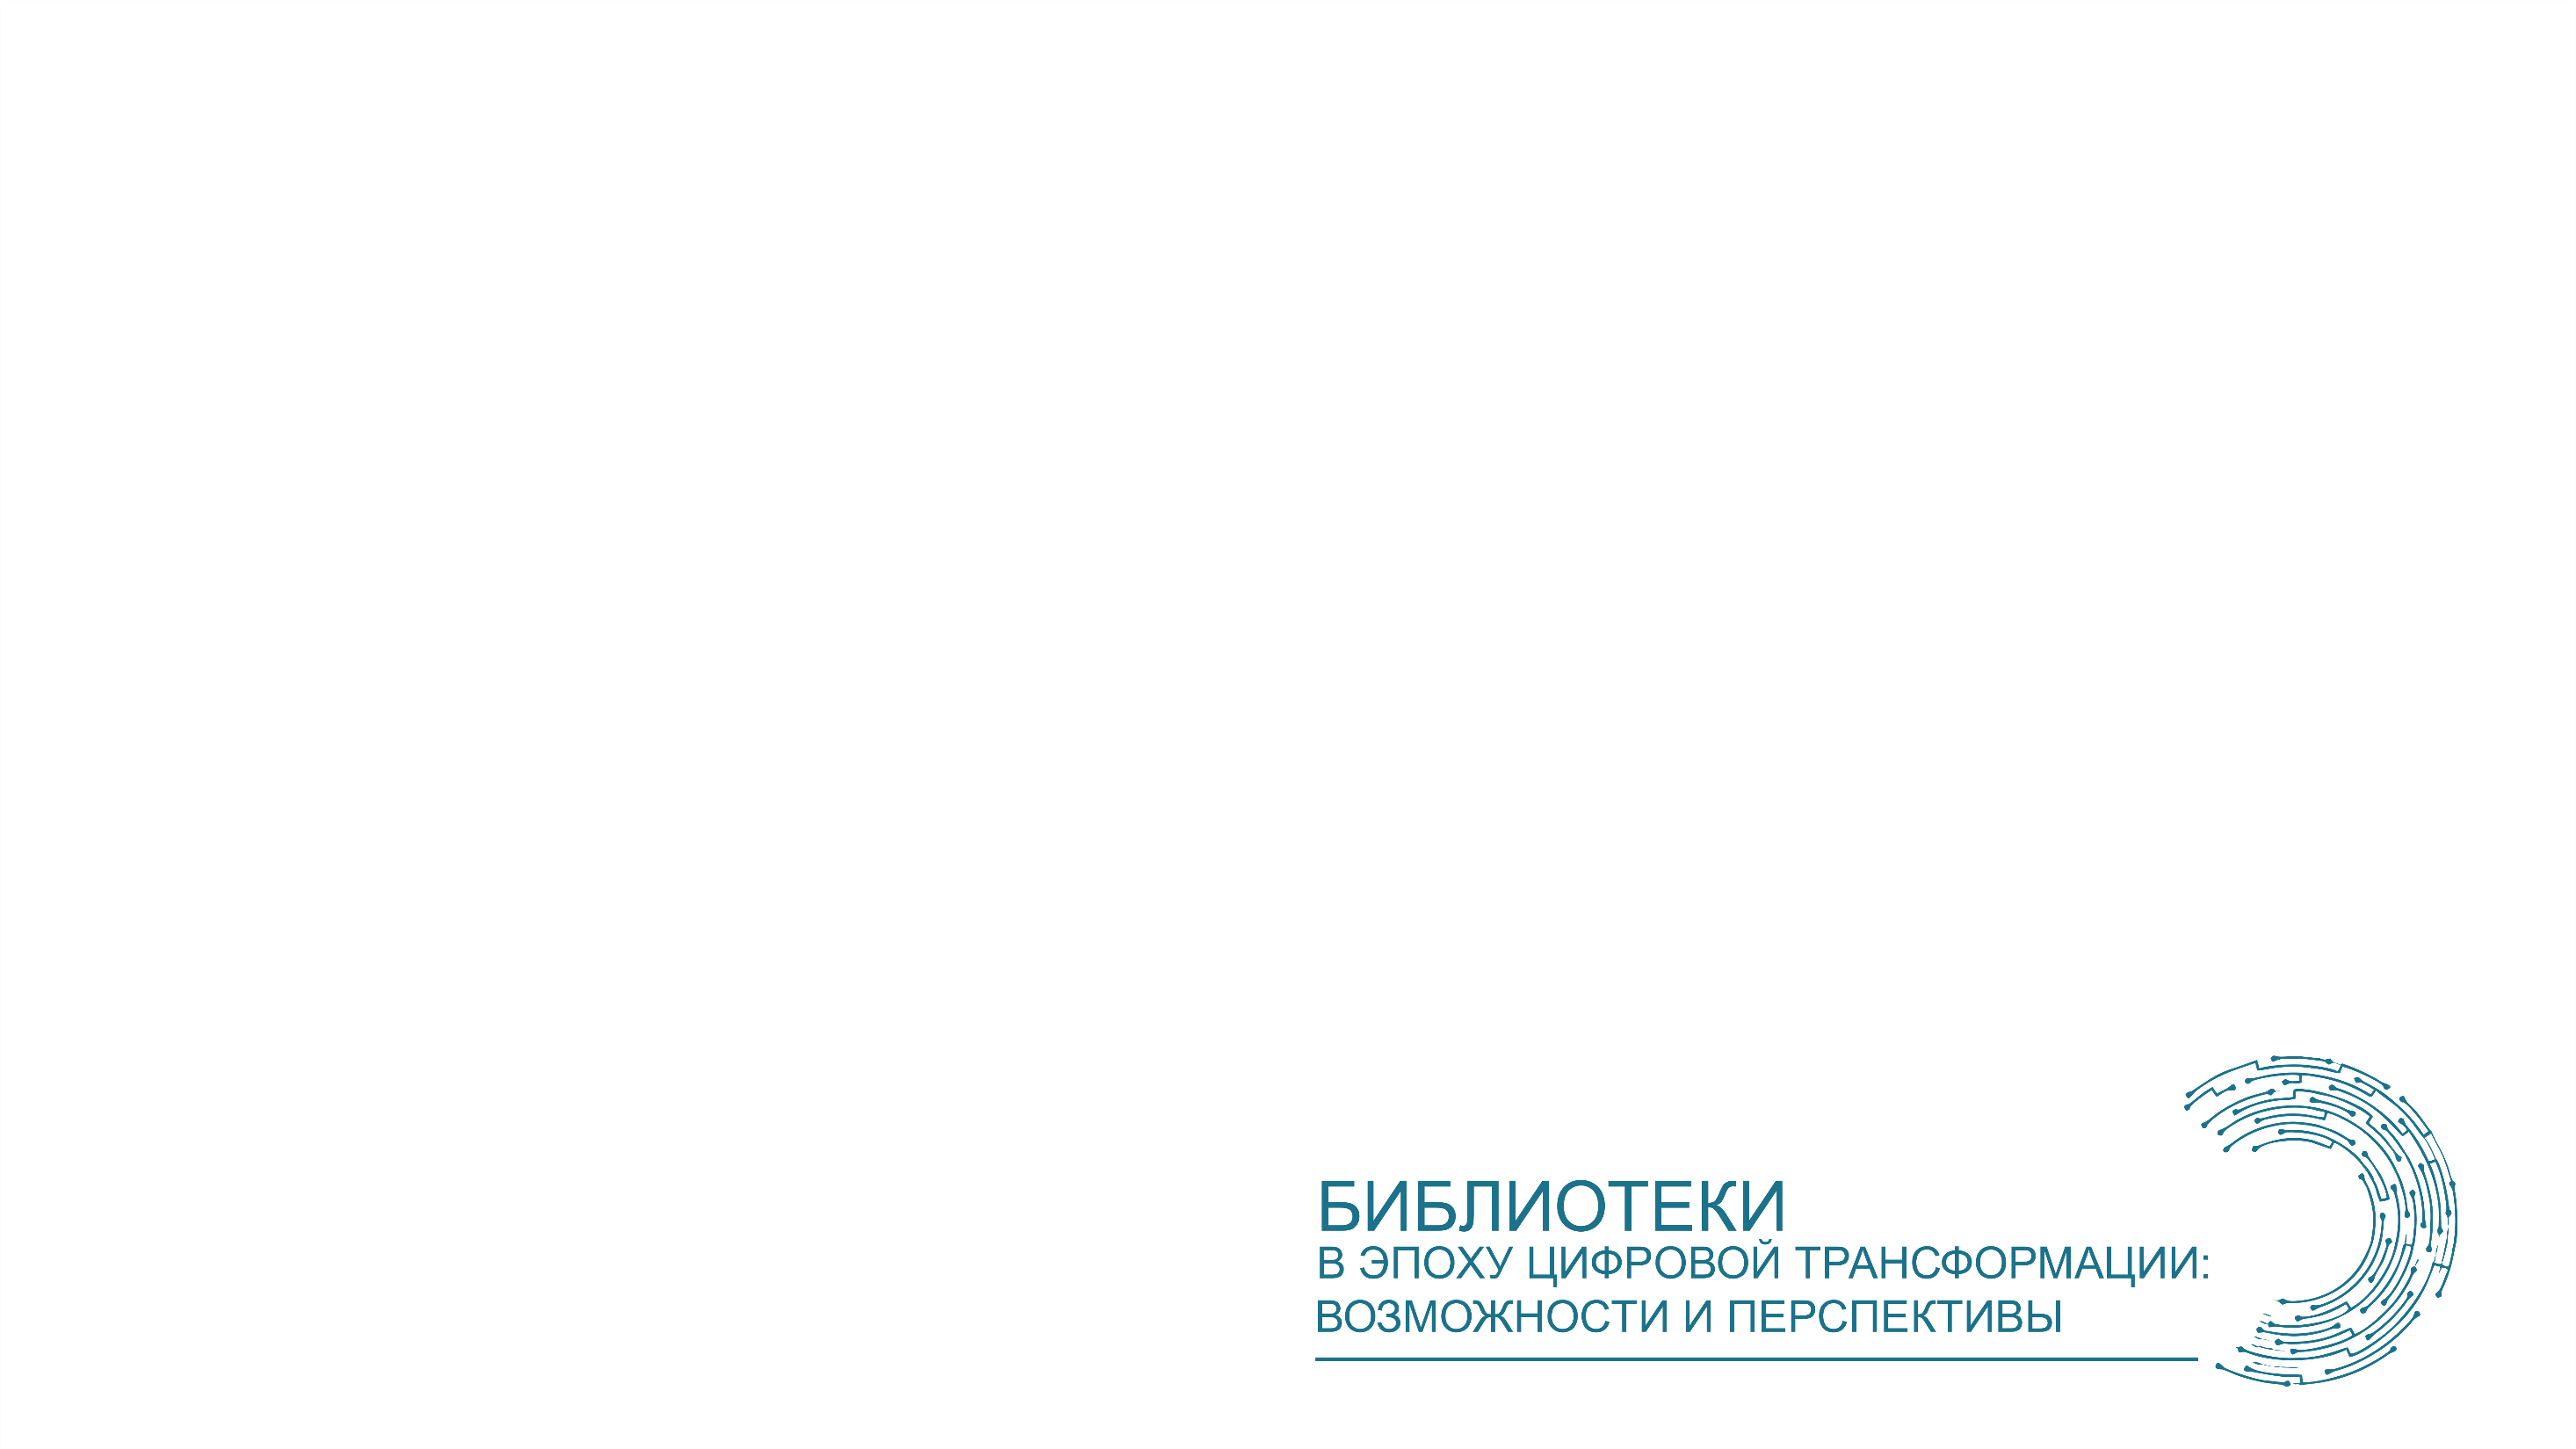 БИБЛИОТЕКИ
В ЭПОХУ ЦИФРОВОЙ ТРАНСФОРМАЦИИ:
ВОЗМОЖНОСТИ И ПЕРСПЕКТИВЫ